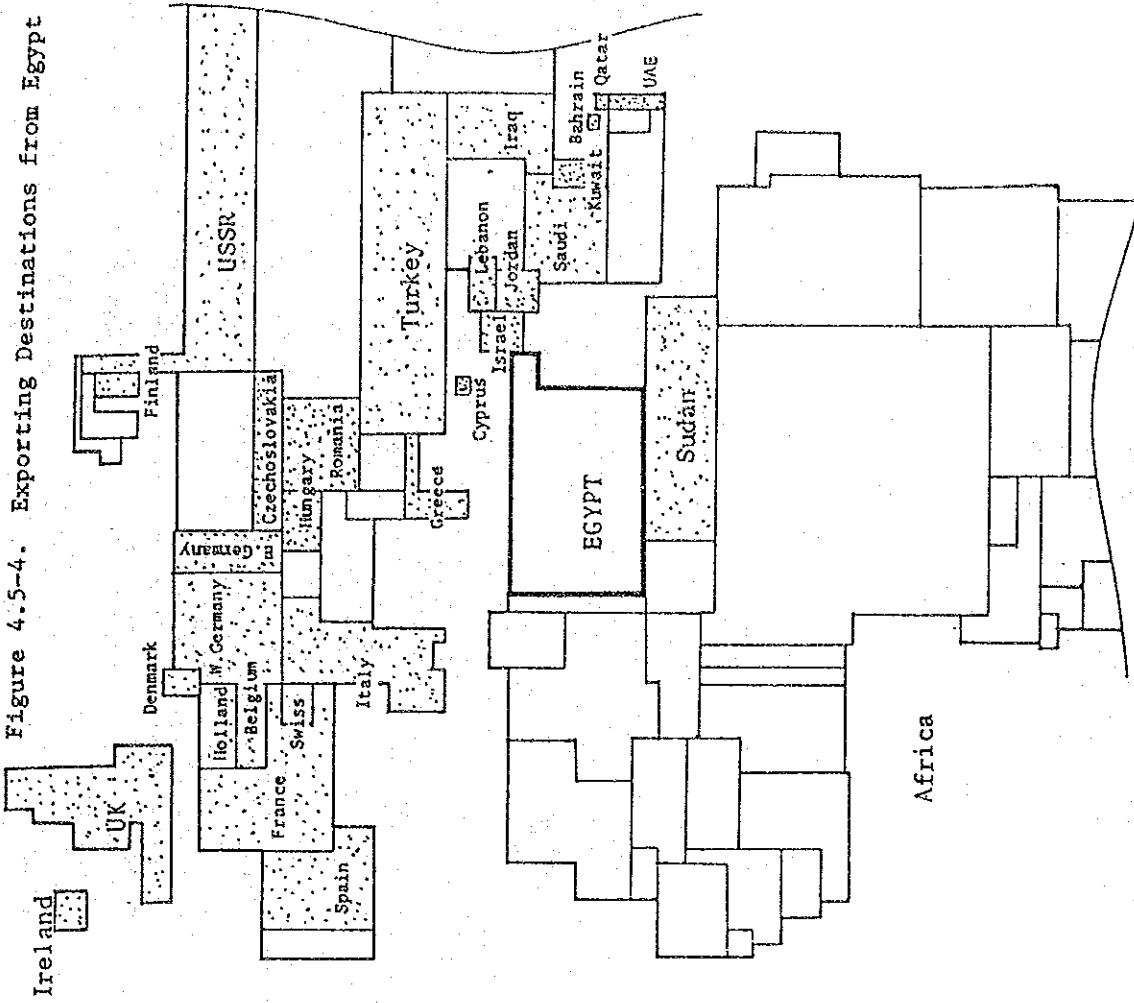 Figure 4.5-4. Exporting Destinations from Egypt
Ireland
UK
Denmark
Finland
USSR
Holland
W. Germany
E. Germany
Belgium
Czechoslovakia
France
Swiss
Hungary
Romania
Spain
Italy
Greece
Turkey
Cyprus
Israel
Lebanon
Jordan
Iraq
Saudi
Kuwait
Bahrain
Qatar
UAE
EGYPT
Sudan
Africa